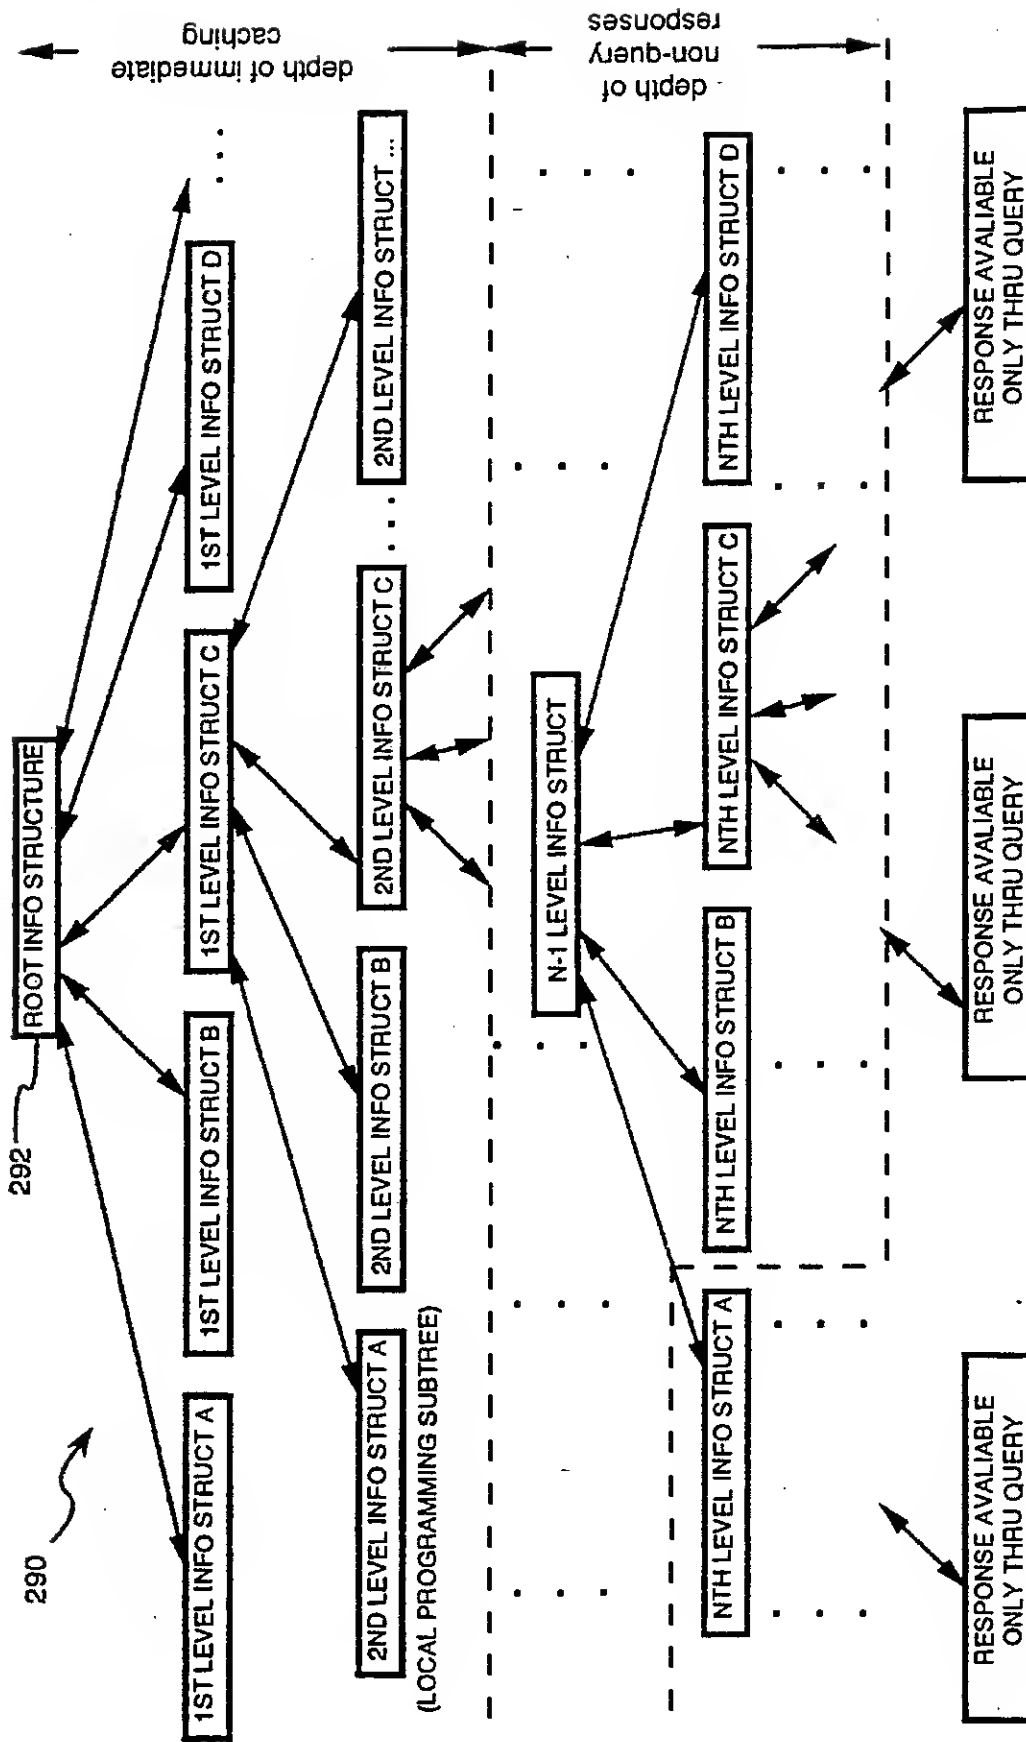 290
292
ROOT INFO STRUCTURE
1ST LEVEL INFO STRUCT A
1ST LEVEL INFO STRUCT B
1ST LEVEL INFO STRUCT C
1ST LEVEL INFO STRUCT D
. . .
depth of immediate
caching
2ND LEVEL INFO STRUCT A
(LOCAL PROGRAMMING SUBTREE)
2ND LEVEL INFO STRUCT B
2ND LEVEL INFO STRUCT C
. . .
2ND LEVEL INFO STRUCT ...
N-1 LEVEL INFO STRUCT
depth of
non-query
responses
NTH LEVEL INFO STRUCT A
NTH LEVEL INFO STRUCT B
NTH LEVEL INFO STRUCT C
NTH LEVEL INFO STRUCT D
RESPONSE AVALIABLE
ONLY THRU QUERY
RESPONSE AVALIABLE
ONLY THRU QUERY
RESPONSE AVALIABLE
ONLY THRU QUERY